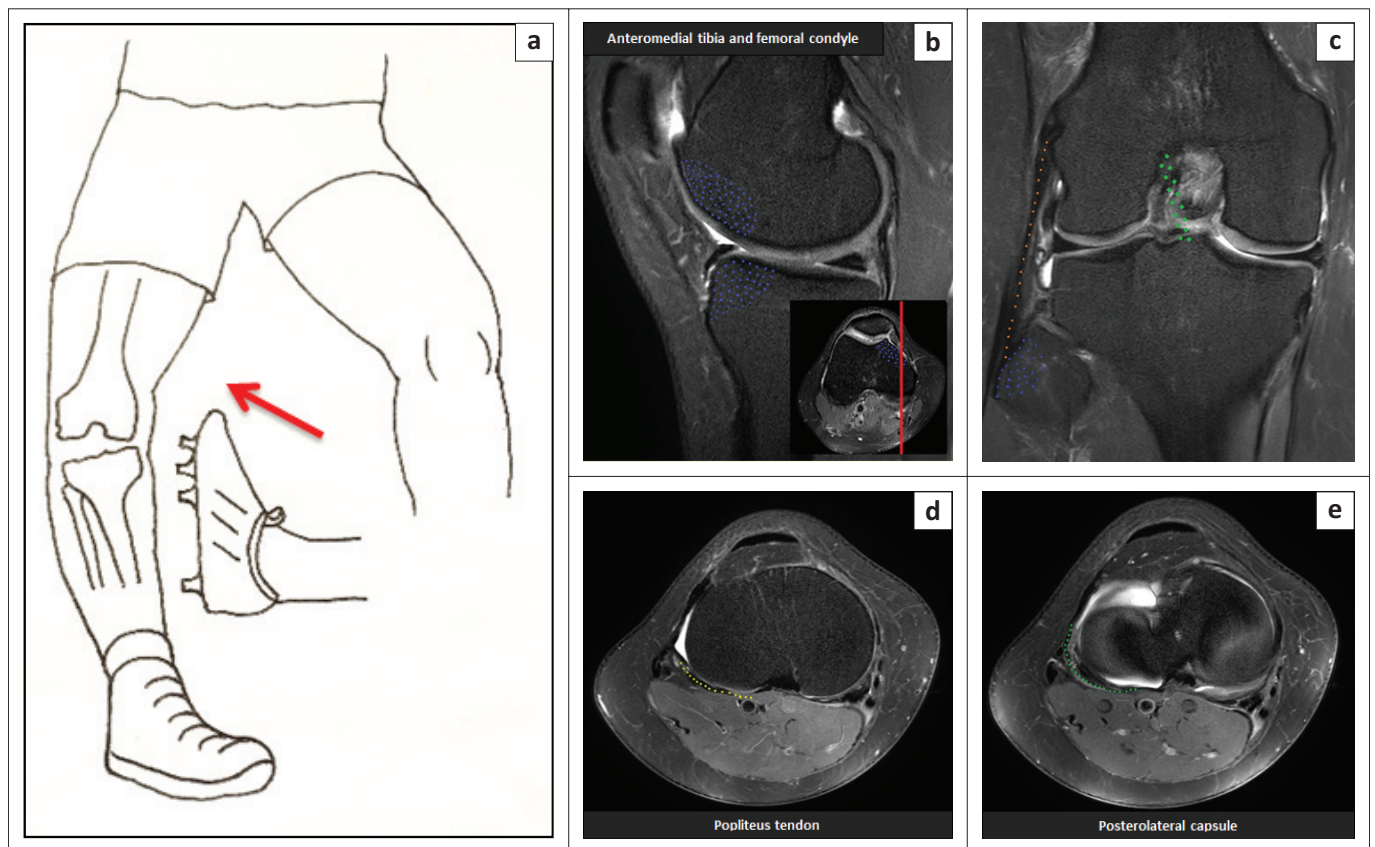 a
Anteromedial tibia and femoral condyle
b
c
d
Popliteus tendon
e
Posterolateral capsule